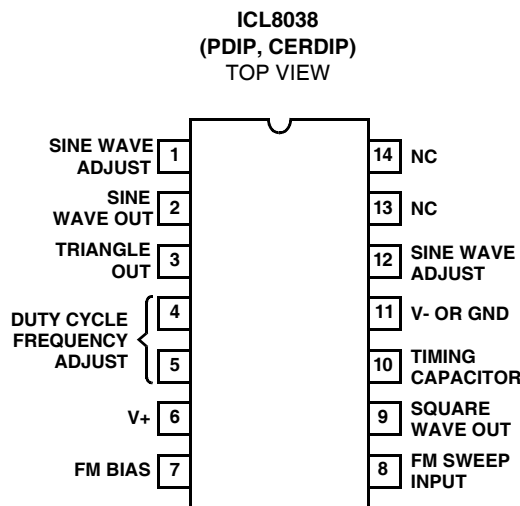 ICL8038
(PDIP, CERDIP)
TOP VIEW
SINE WAVE
ADJUST
1
SINE
WAVE OUT
2
TRIANGLE
OUT
3
DUTY CYCLE
FREQUENCY
ADJUST
4
5
V+
6
FM BIAS
7
14
NC
13
NC
12
SINE WAVE
ADJUST
11
V- OR GND
10
TIMING
CAPACITOR
9
SQUARE
WAVE OUT
8
FM SWEEP
INPUT